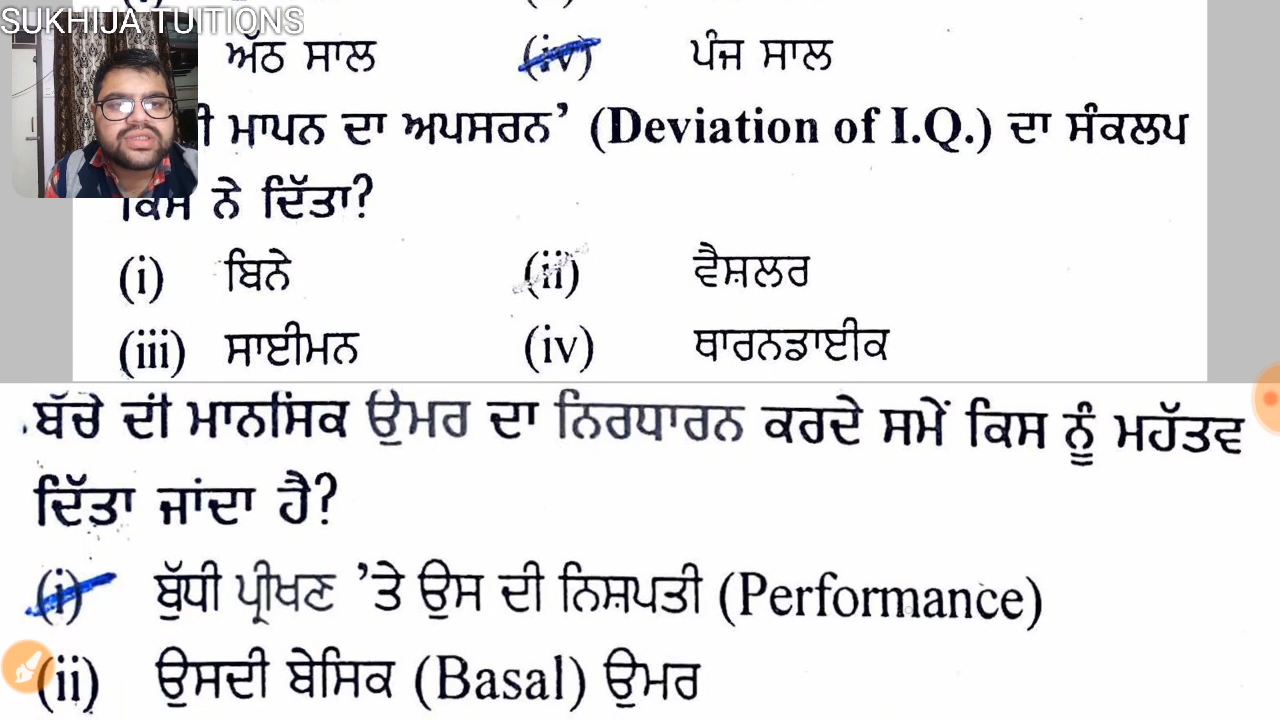 SUKHIJA TUITIONS
ਅੱਠ ਸਾਲ (iv) ਪੰਜ ਸਾਲ
ਮਾਪਨ ਦਾ ਅਪਸਰਨ’ (Deviation of I.Q.) ਦਾ ਸੰਕਲਪ
ਕਿਸ ਨੇ ਦਿੱਤਾ?
(i) ਬਿਨੇ (ii) ਵੈਸ਼ਲਰ
(iii) ਸਾਈਮਨ (iv) ਥਾਰਨਡਾਈਕ
ਬੱਚੇ ਦੀ ਮਾਨਸਿਕ ਉਮਰ ਦਾ ਨਿਰਧਾਰਨ ਕਰਦੇ ਸਮੇਂ ਕਿਸ ਨੂੰ ਮਹੱਤਵ
ਦਿੱਤਾ ਜਾਂਦਾ ਹੈ?
(i) ਬੁੱਧੀ ਪ੍ਰੀਖਣ ’ਤੇ ਉਸ ਦੀ ਨਿਸ਼ਪਤੀ (Performance)
(ii) ਉਸਦੀ ਬੇਸਿਕ (Basal) ਉਮਰ